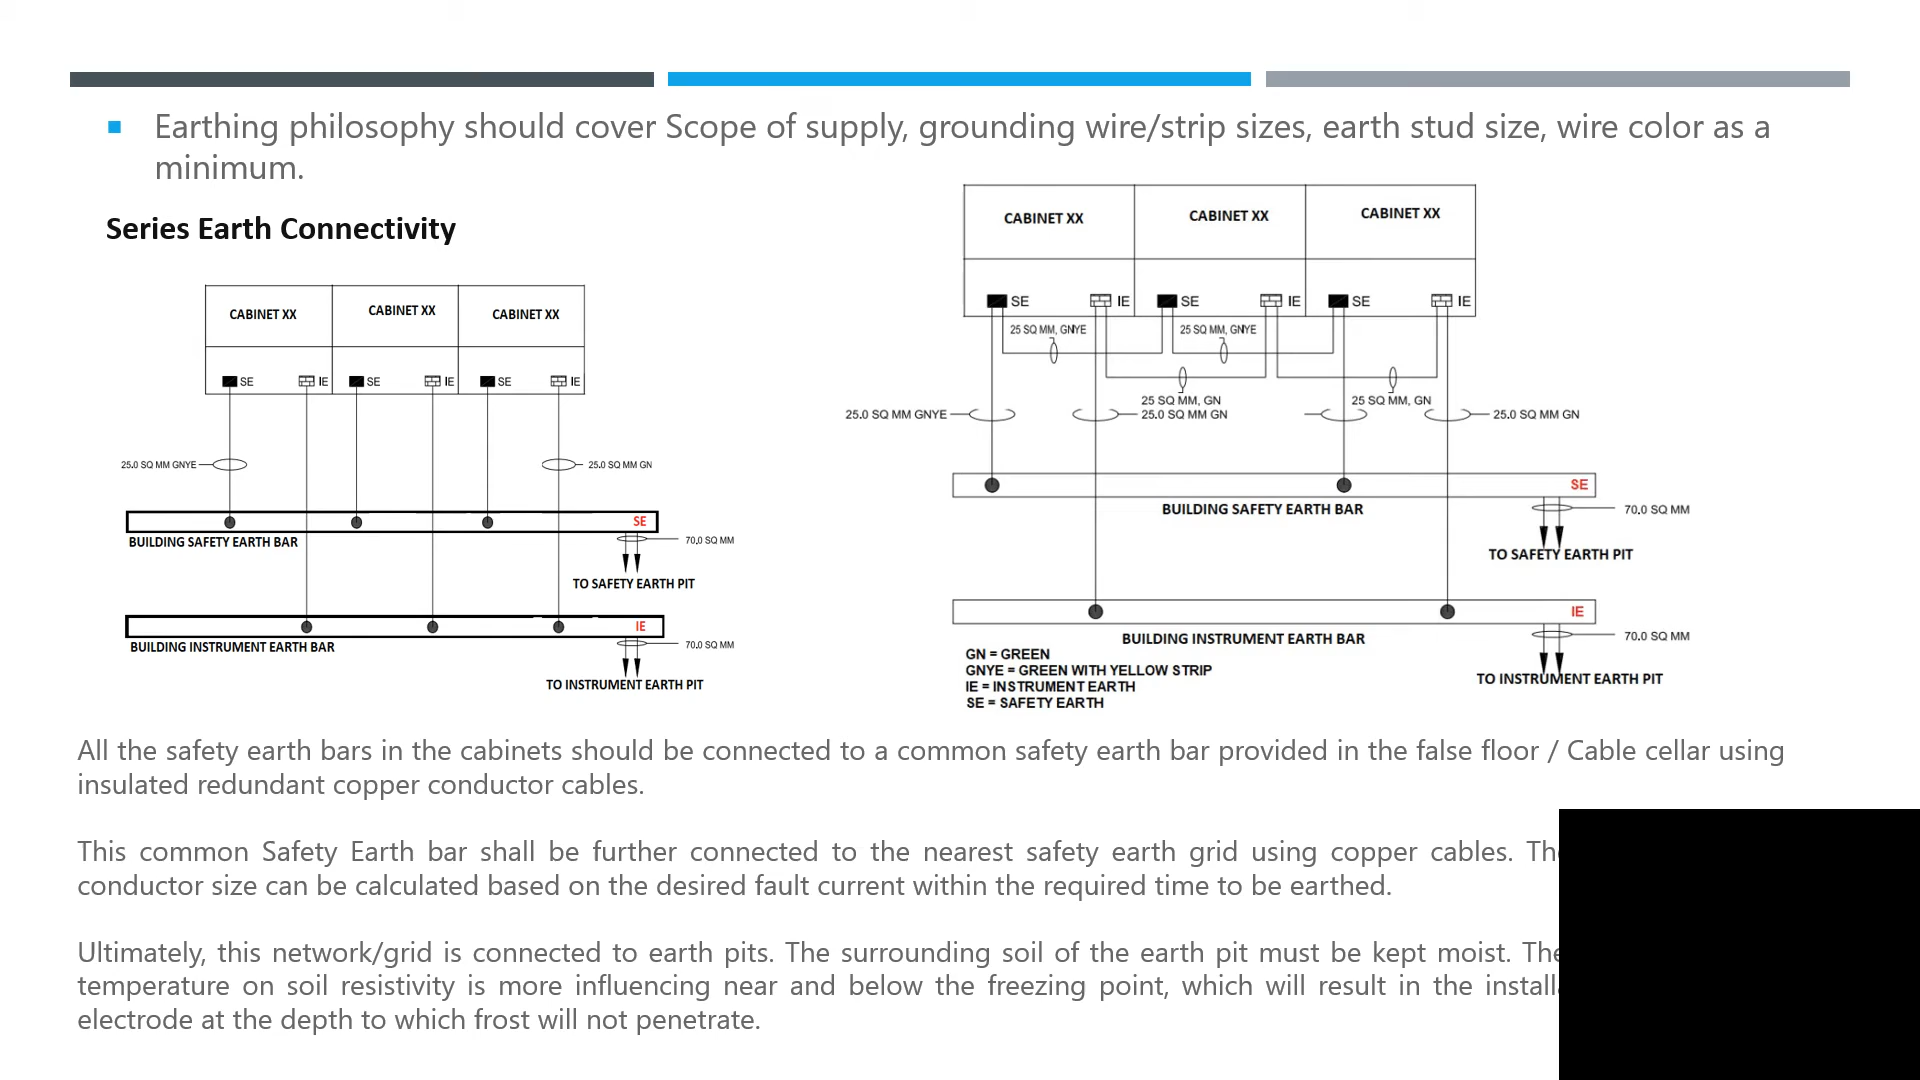 Earthing philosophy should cover Scope of supply, grounding wire/strip sizes, earth stud size, wire color as a
minimum.
Series Earth Connectivity
CABINET XX
CABINET XX
CABINET XX
SE
IE
SE
IE
SE
IE
25.0 SQ MM GNYE
25.0 SQ MM GN
SE
BUILDING SAFETY EARTH BAR
70.0 SQ MM
TO SAFETY EARTH PIT
IE
BUILDING INSTRUMENT EARTH BAR
70.0 SQ MM
TO INSTRUMENT EARTH PIT
CABINET XX
CABINET XX
CABINET XX
SE
IE
SE
IE
SE
IE
25 SQ MM, GNYE
25 SQ MM, GNYE
25 SQ MM, GN
25 SQ MM, GN
25.0 SQ MM GNYE
25.0 SQ MM GN
25.0 SQ MM GN
SE
BUILDING SAFETY EARTH BAR
70.0 SQ MM
TO SAFETY EARTH PIT
IE
BUILDING INSTRUMENT EARTH BAR
70.0 SQ MM
TO INSTRUMENT EARTH PIT
GN = GREEN
GNYE = GREEN WITH YELLOW STRIP
IE = INSTRUMENT EARTH
SE = SAFETY EARTH
All the safety earth bars in the cabinets should be connected to a common safety earth bar provided in the false floor / Cable cellar using
insulated redundant copper conductor cables.
This common Safety Earth bar shall be further connected to the nearest safety earth grid using copper cables.
conductor size can be calculated based on the desired fault current within the required time to be earthed.
Ultimately, this network/grid is connected to earth pits. The surrounding soil of the earth pit must be kept moist.
temperature on soil resistivity is more influencing near and below the freezing point, which will result in the
electrode at the depth to which frost will not penetrate.